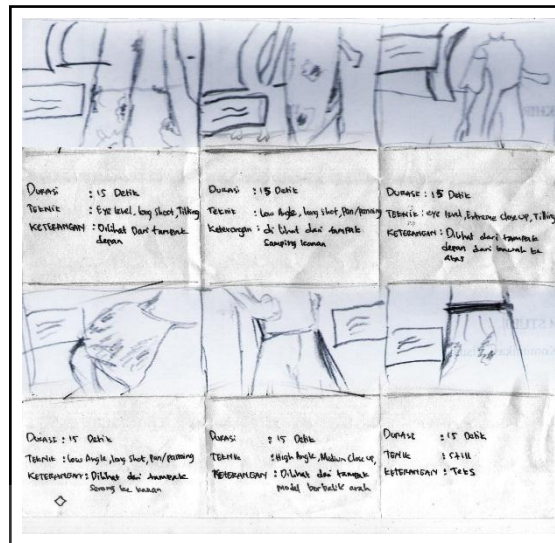 DURASI : 15 Detik
TEKNIK : Eye level, long shoot, Tilting
KETERANGAN : Dilihat Dari tampak
depan
DURASI : 15 Detik
TEKNIK : Low Angle, long shot, Pan/panning
Keterangan : di lihat dari tampak
Samping kanan
DURASI : 15 Detik
TEKNIK : eye level, Extreme close up, Tilting
KETERANGAN : Dilihat dari tampak
depan dari bawah ke
atas
DURASI : 15 Detik
TEKNIK : Low Angle, long shot, Pan/panning
KETERANGAN : Dilihat dari tampak
ke kanan
DURASI : 15 Detik
TEKNIK : High Angle, Medium close up,
KETERANGAN : Dilihat dari tampak
model berbalik arah
DURASI : 15 Detik
TEKNIK : Still
KETERANGAN : Teks